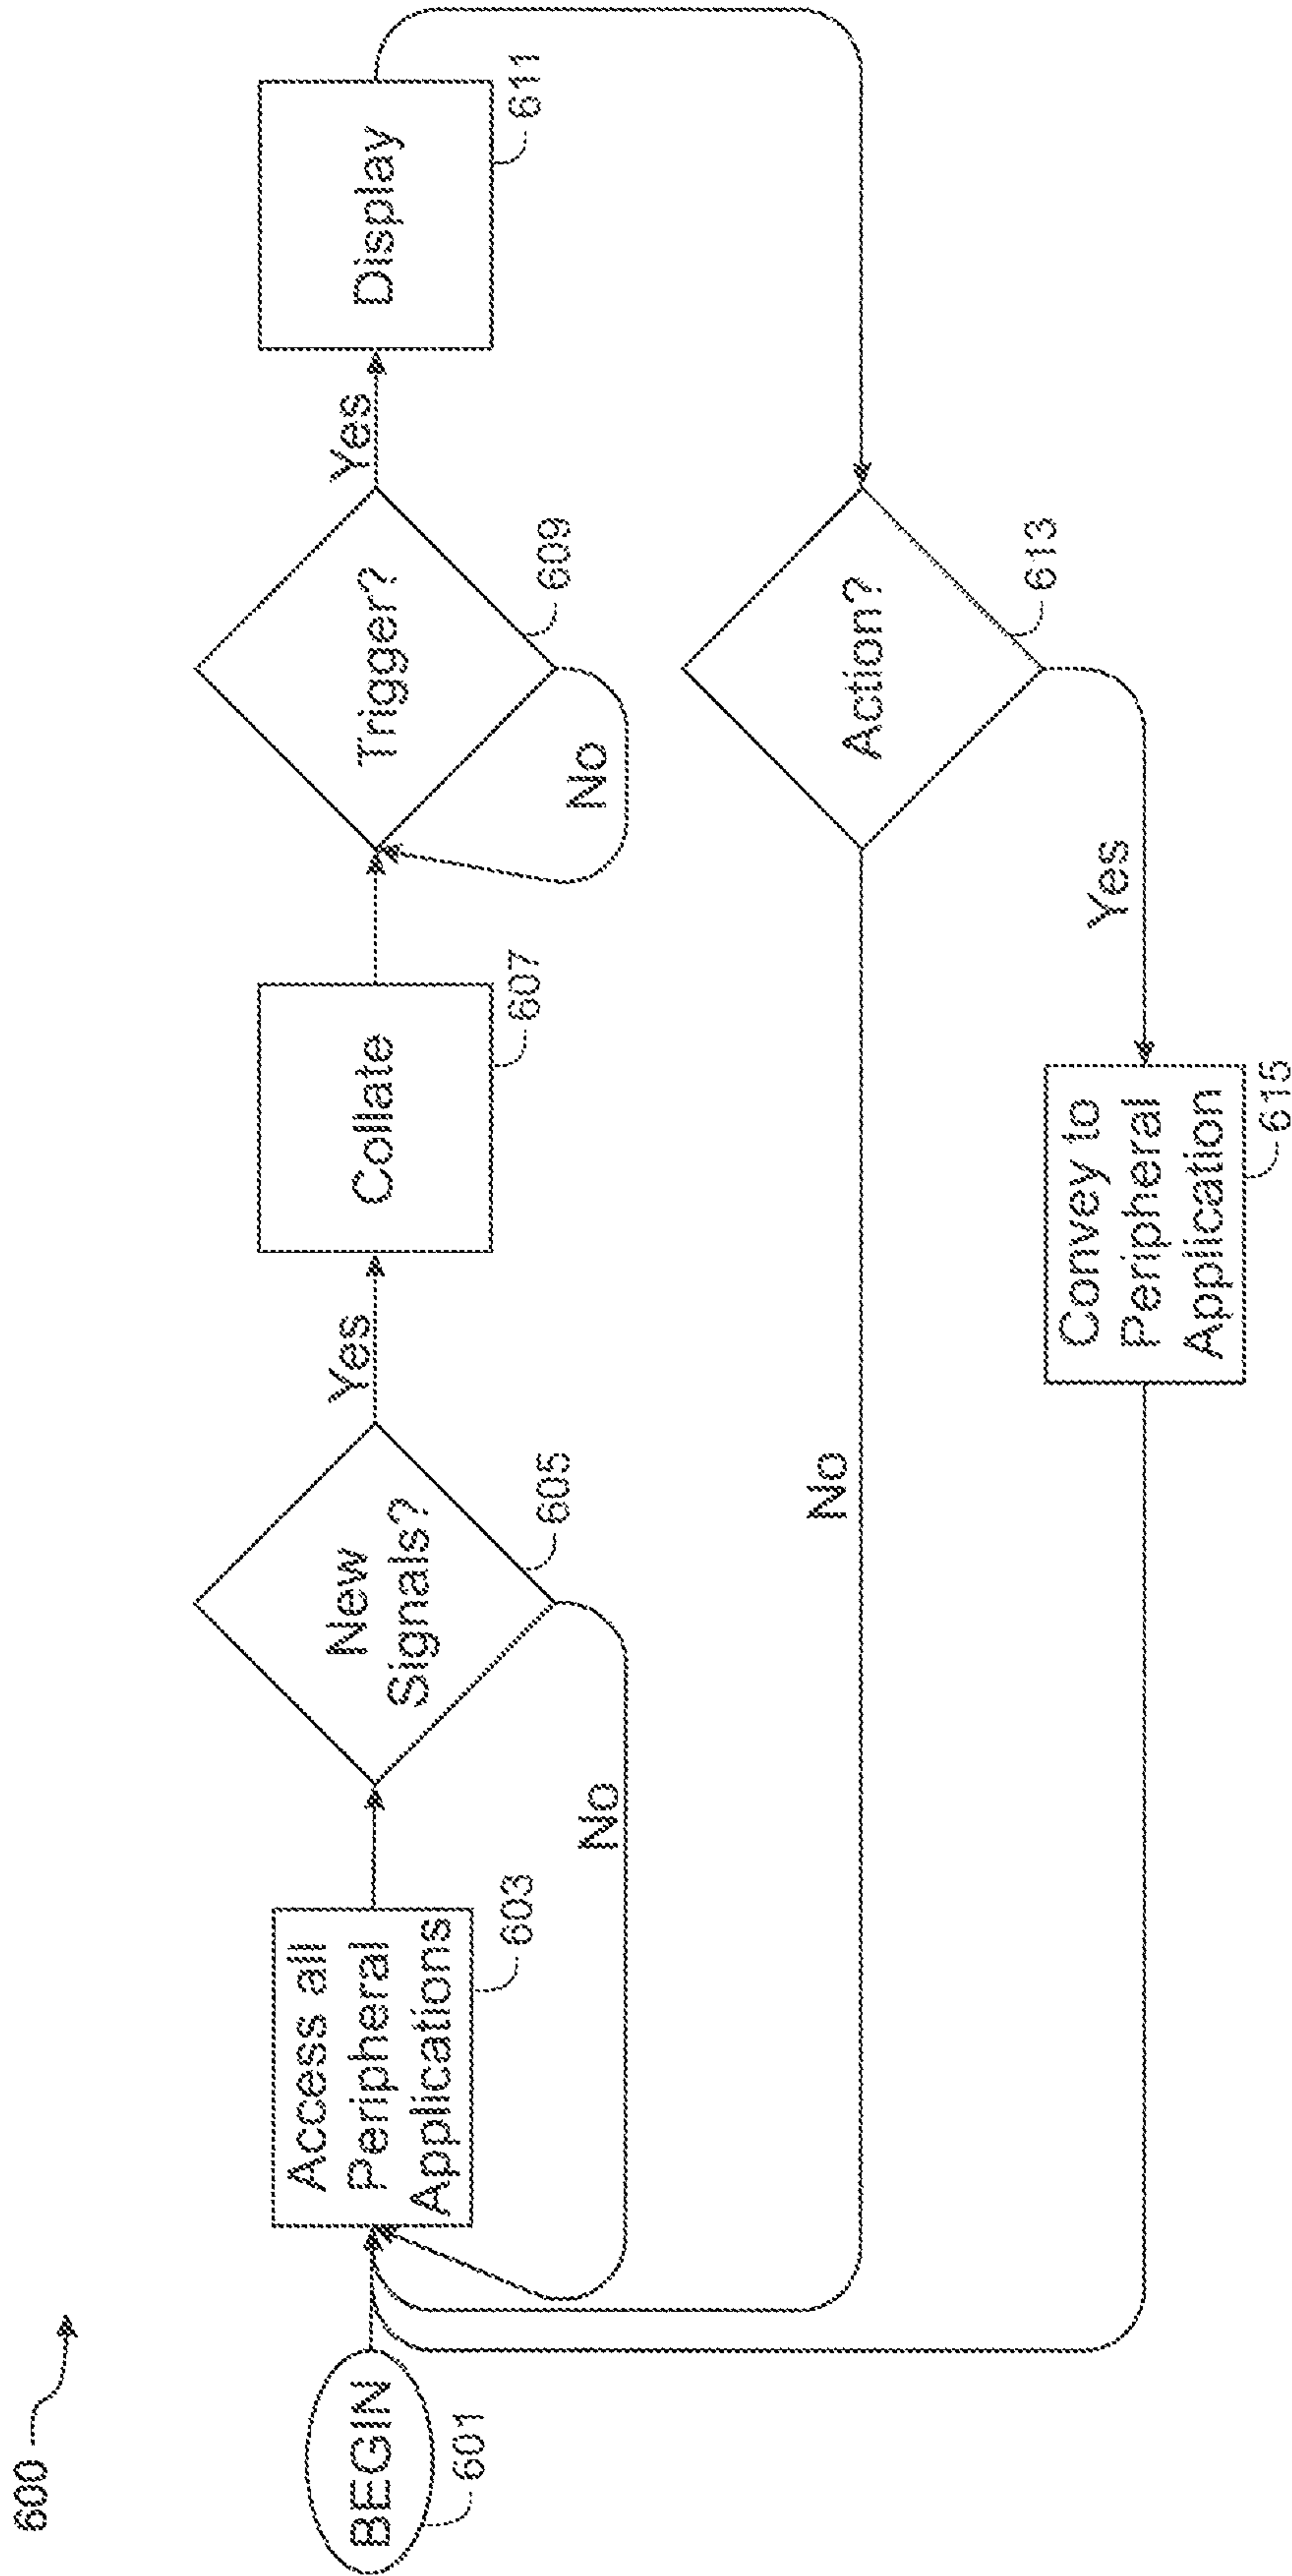 600
BEGIN
601
Access all
Peripheral
Applications
603
New
Signals?
605
No
Yes
Collate
607
Trigger?
609
No
Yes
Display
611
Action?
613
No
Yes
Convey to
Peripheral
Application
615